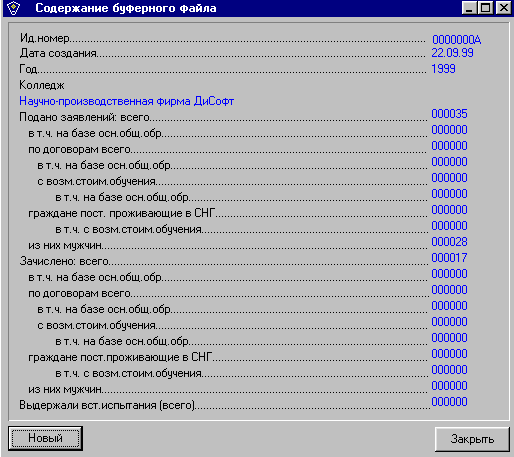 Содержание буферного файла
Ид.номер 0000000А
Дата создания 22.09.99
Год 1999
Колледж
Научно-производственная фирма ДиСофт
Подано заявлений: всего 000035
в т.ч. на базе осн.общ.обр 000000
по договорам всего 000000
в т.ч. на базе осн.общ.обр 000000
с возм.стоим.обучения 000000
в т.ч. на базе осн.общ.обр 000000
граждане пост. проживающие в СНГ 000000
в т.ч. с возм.стоим.обучения 000000
из них мужчин 000028
Зачислено: всего 000017
в т.ч. на базе осн.общ.обр 000000
по договорам всего 000000
в т.ч. на базе осн.общ.обр 000000
с возм.стоим.обучения 000000
в т.ч. на базе осн.общ.обр 000000
граждане пост.проживающие в СНГ 000000
в т.ч. с возм.стоим.обучения 000000
из них мужчин 000000
Выдержали вст.испытания (всего) 000000
Новый Закрыть